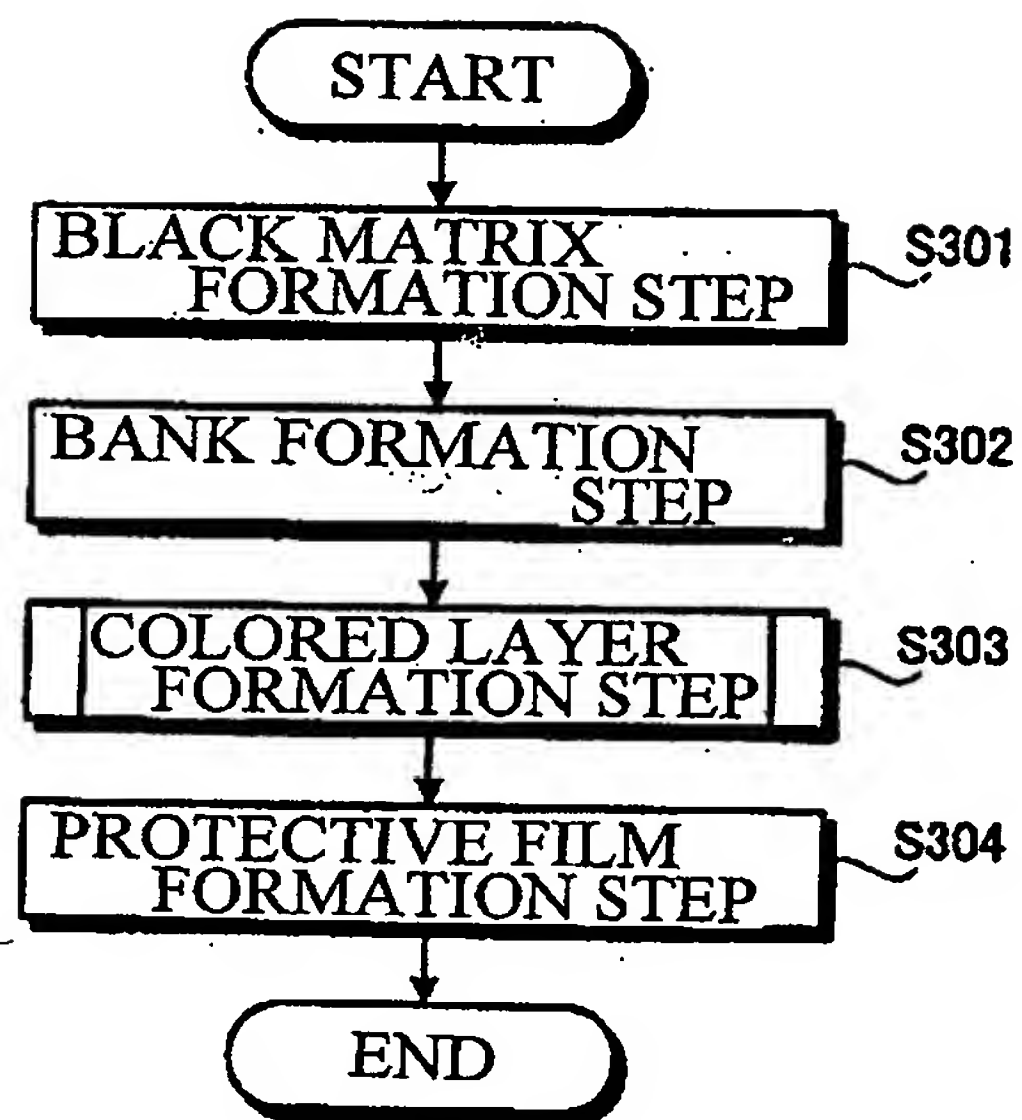 START
BLACK MATRIX
FORMATION STEP
S301
BANK FORMATION
STEP
S302
COLORED LAYER
FORMATION STEP
S303
PROTECTIVE FILM
FORMATION STEP
S304
END